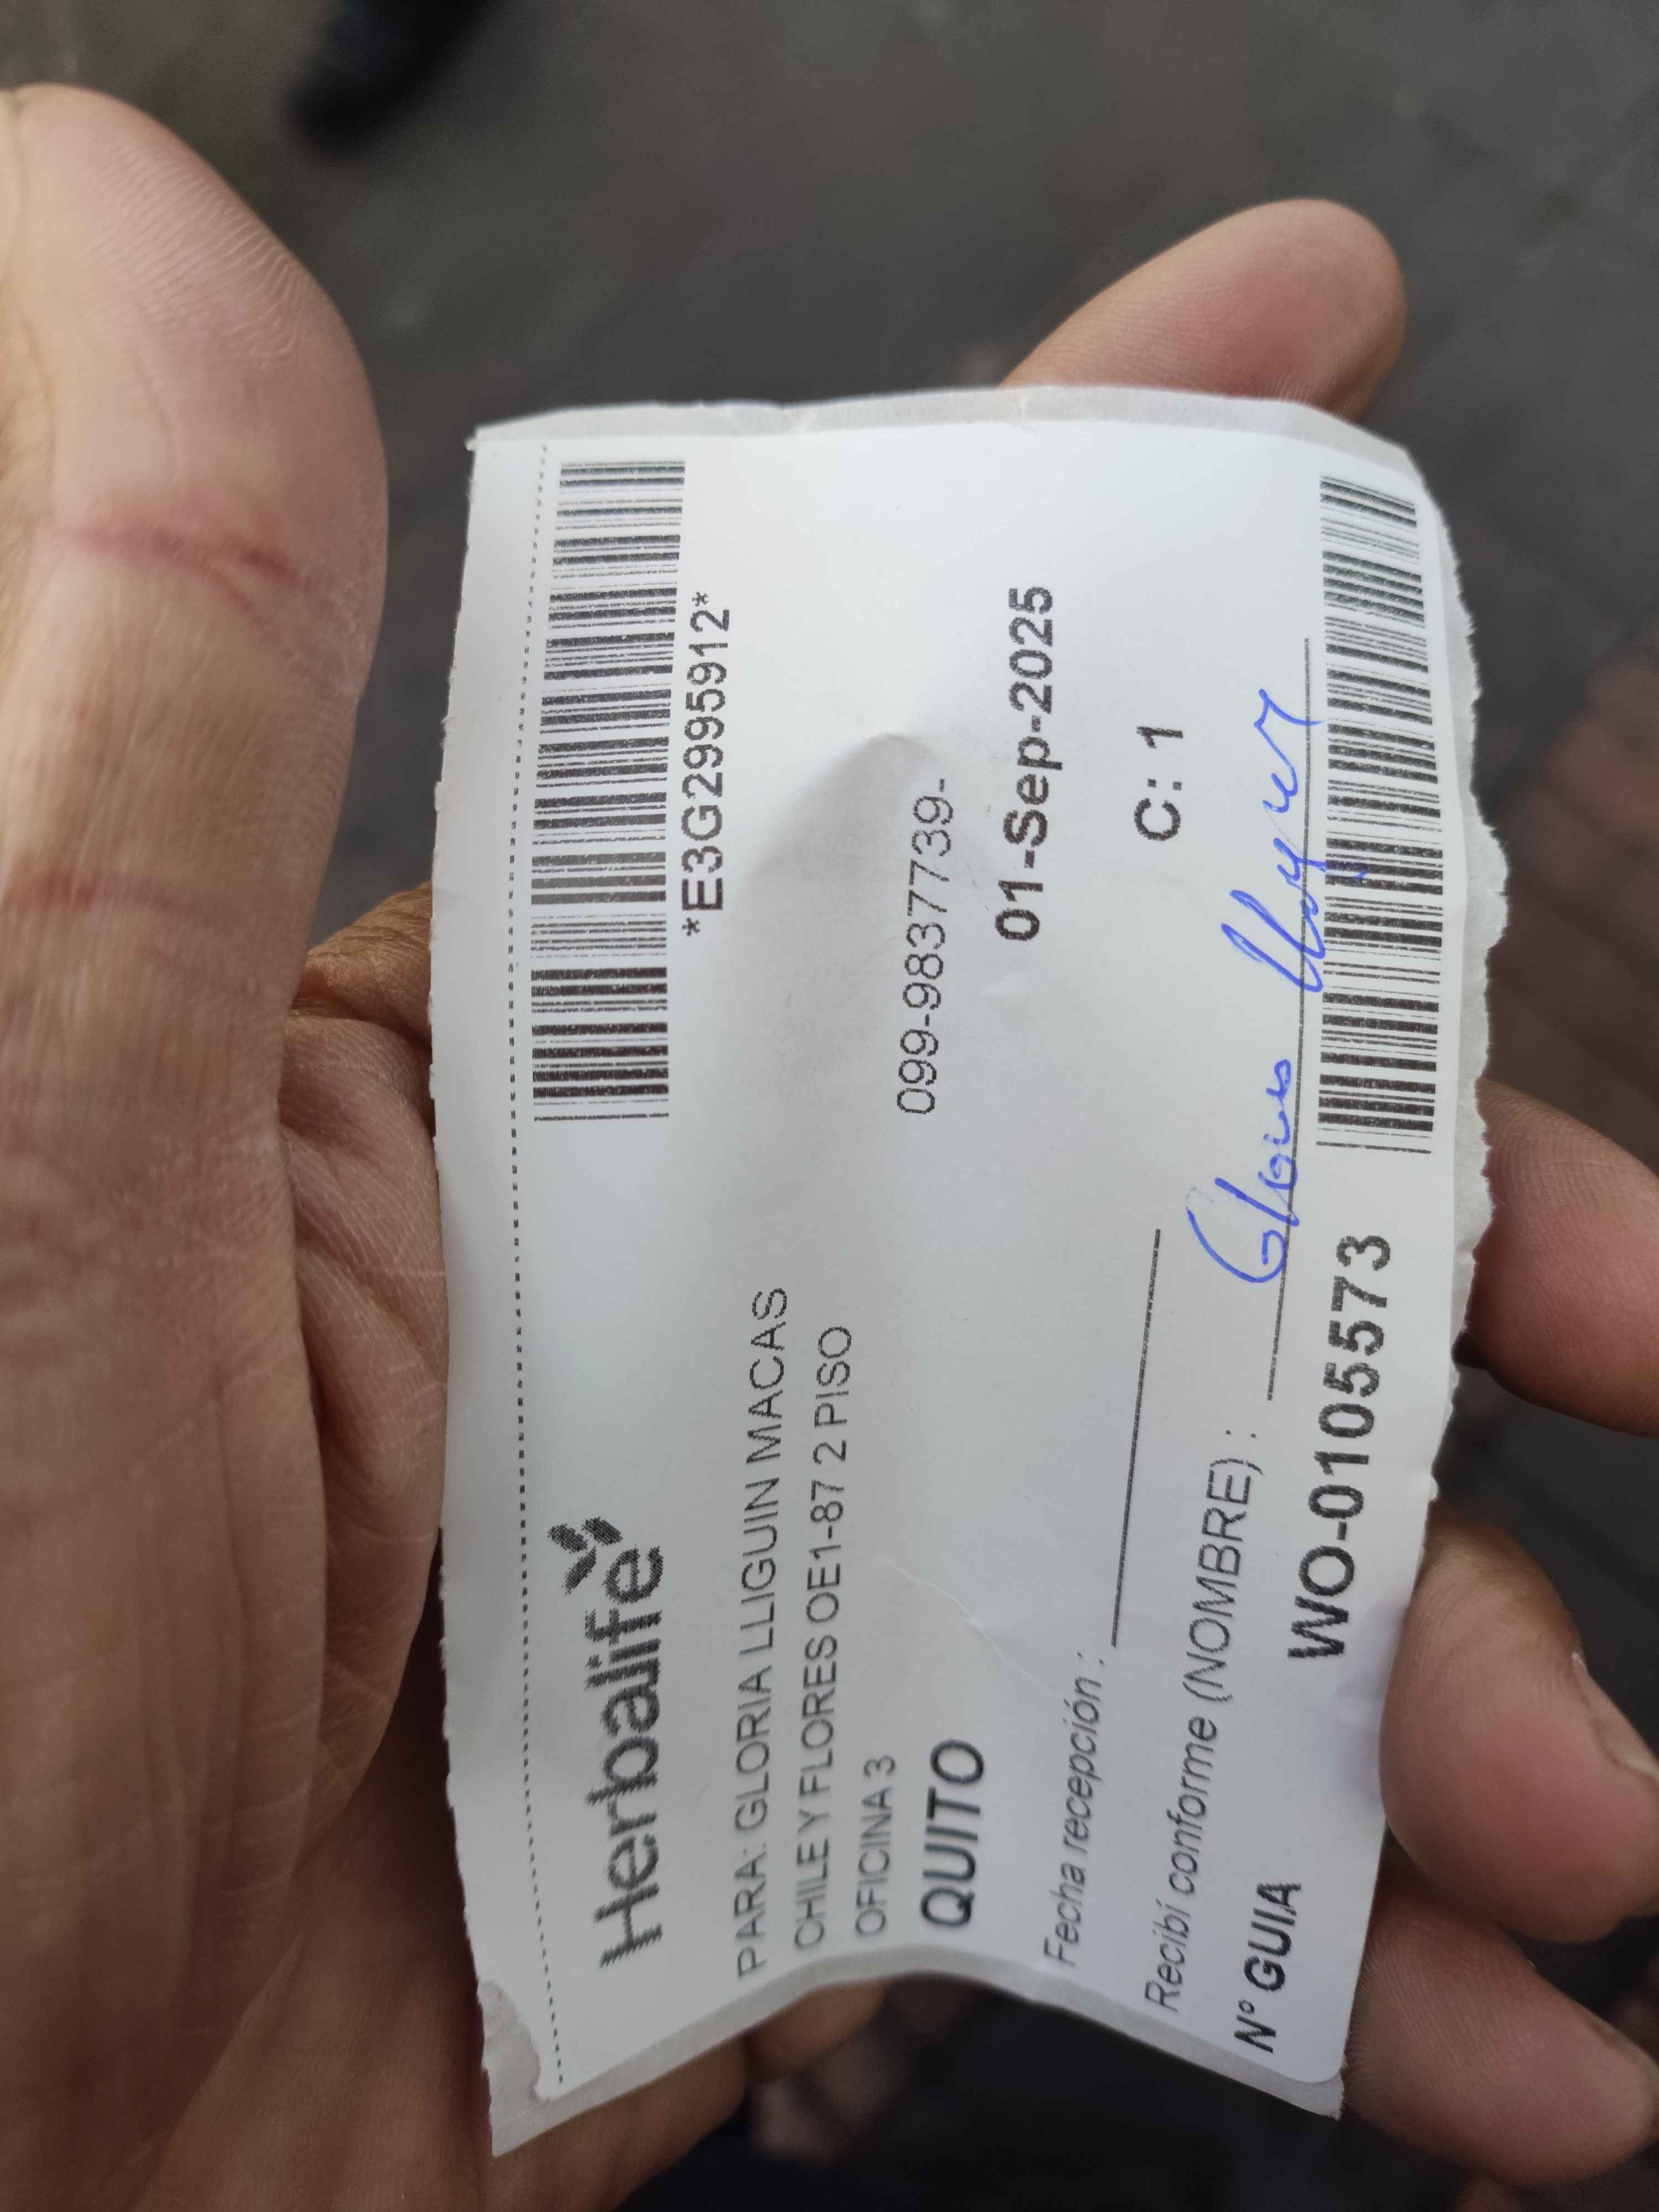 Herbalife
*E3G2995912*
PARA: GLORIA LLIGUIN MACAS
CHILE Y FLORES OE1-87 2 PISO
OFICINA 3
099-9837739-
QUITO
01-Sep-2025
Fecha recepción :
C: 1
Recibí conforme (NOMBRE) :
Nº GUIA
WO-0105573